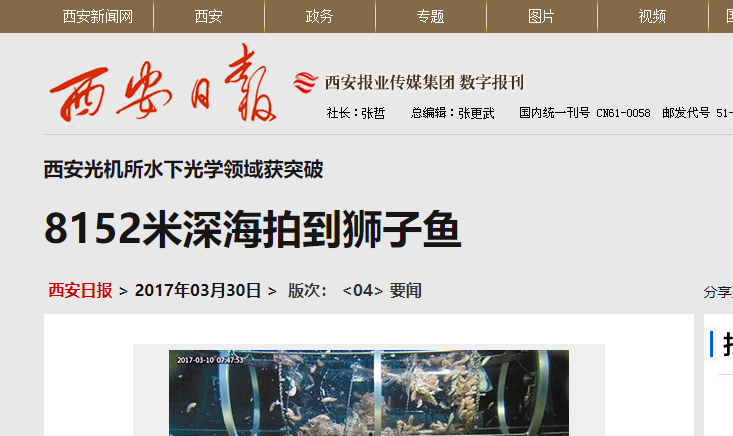 西安新闻网 西安 政务 专题 图片 视频
西安日报 西安报业传媒集团 数字报刊
社长：张哲 总编辑：张更武 国内统一刊号 CN61-0058 邮发代号 51-
西安光机所水下光学领域获突破
8152米深海拍到狮子鱼
西安日报 > 2017年03月30日 > 版次： <04> 要闻
分享
2017-03-10 07:47:53